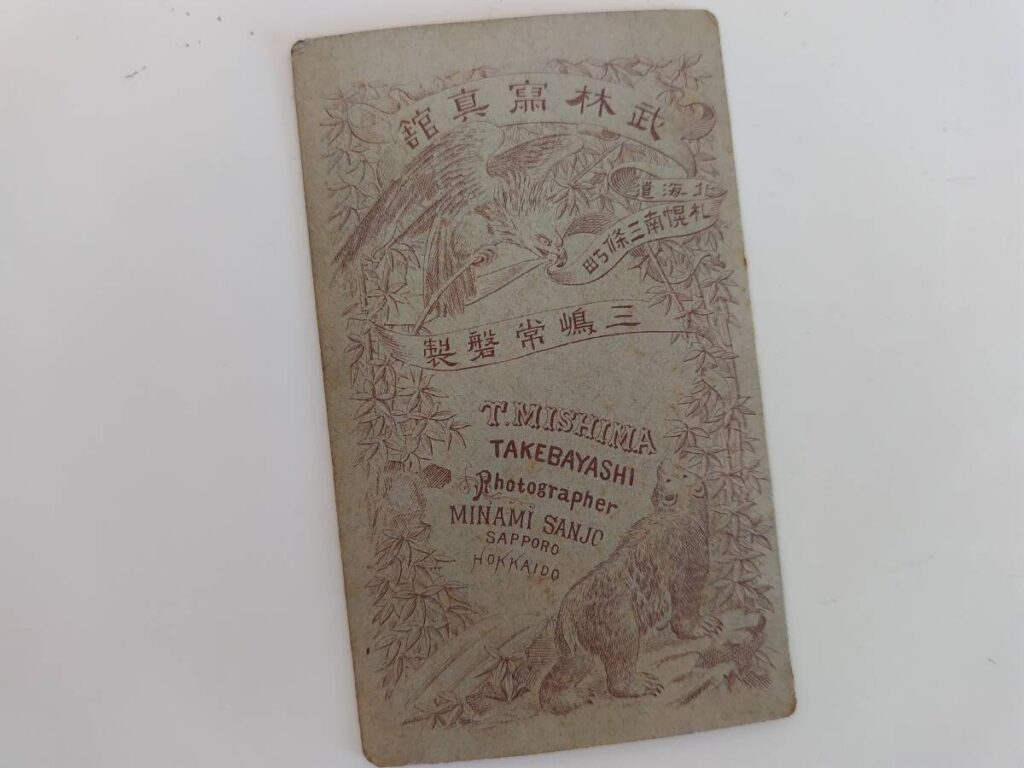 武林寫真館
北海道
札幌南三條町
三嶋常磐製
T.MISHIMA
TAKEBAYASHI
Photographer
MINAMI SANJO
SAPPORO
HOKKAIDO